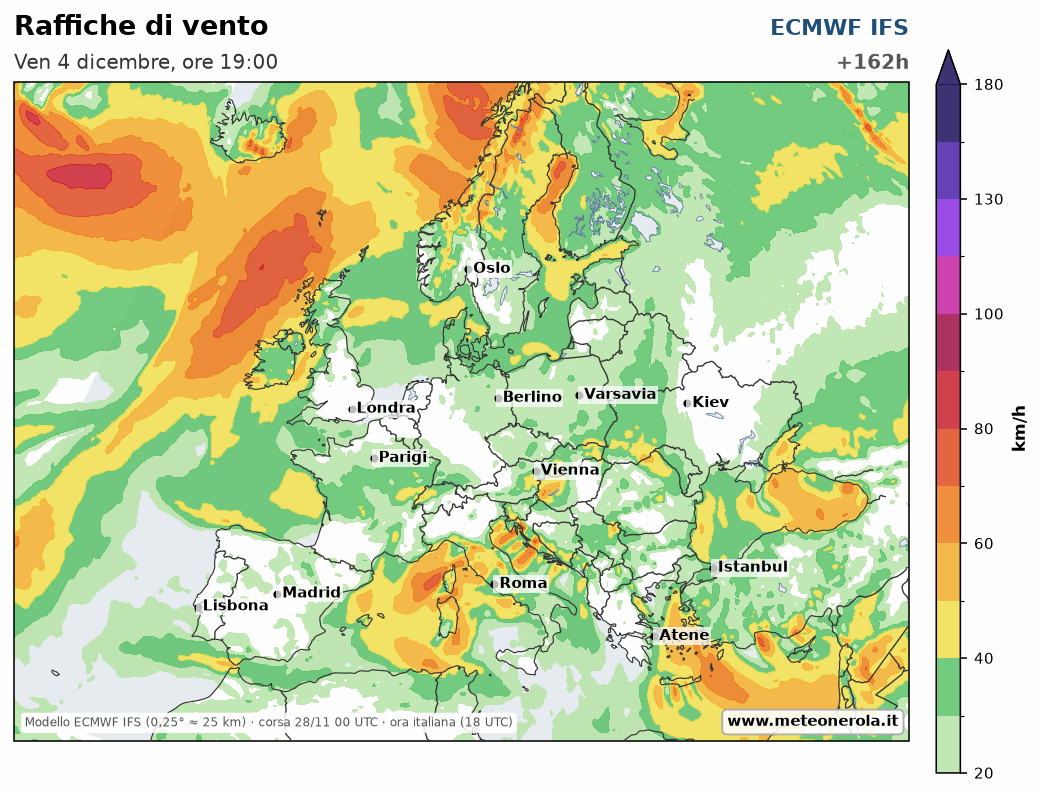 Raffiche di vento
ECMWF IFS
Ven 4 dicembre, ore 19:00
+162h
Oslo
Londra
Berlino
Varsavia
Kiev
Parigi
Vienna
Istanbul
Roma
Madrid
Lisbona
Atene
Modello ECMWF IFS (0,25° ≈ 25 km) · corsa 28/11 00 UTC · ora italiana (18 UTC)
www.meteonerola.it
180
130
100
80
60
40
20
km/h